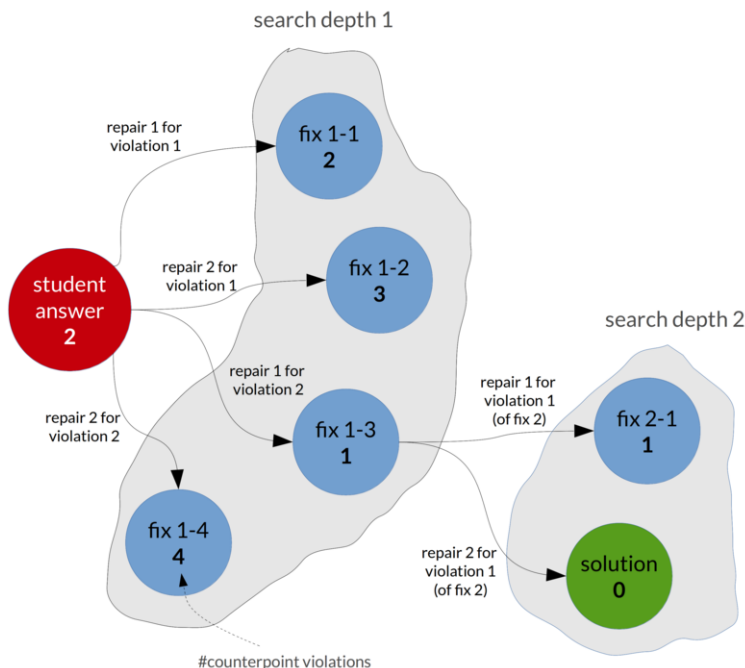 search depth 1
repair 1 for
violation 1
fix 1-1
2
repair 2 for
violation 1
fix 1-2
3
student
answer
2
search depth 2
repair 1 for
violation 2
repair 1 for
violation 1
(of fix 2)
fix 2-1
1
repair 2 for
violation 2
fix 1-3
1
fix 1-4
4
repair 2 for
violation 1
(of fix 2)
solution
0
#counterpoint violations